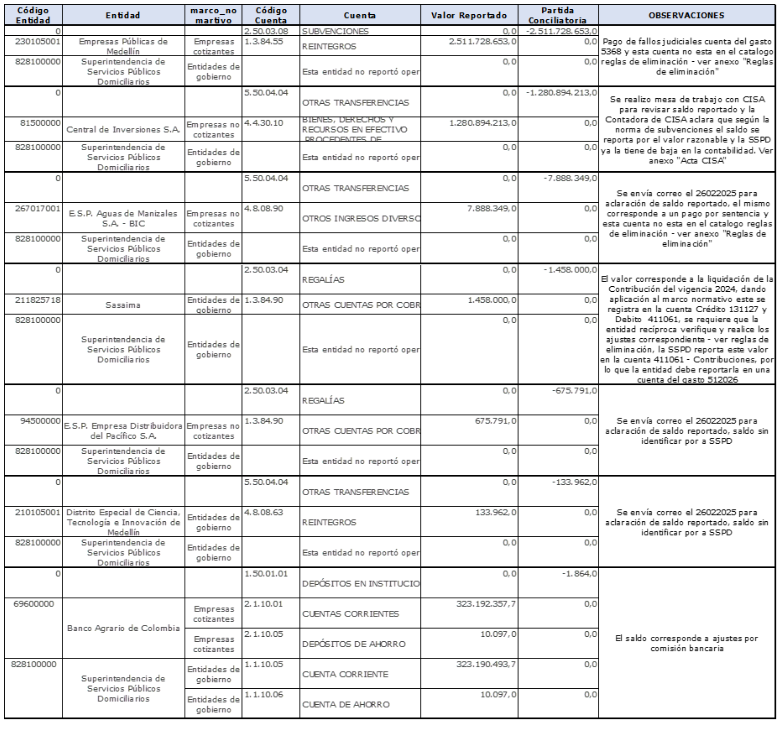 Código Entidad | Entidad | marco_normartivo | Código Cuenta | Cuenta | Valor Reportado | Partida Conciliatoria | OBSERVACIONES
0 | 2.50.03.08 | SUBVENCIONES | 0,0 | -2.511.728.653,0
230105001 | Empresas Públicas de Medellín | Empresas cotizantes | 1.3.84.55 | REINTEGROS | 2.511.728.653,0 | 0,0
828100000 | Superintendencia de Servicios Públicos Domiciliarios | Entidades de gobierno | Esta entidad no reportó oper | 0,0 | 0,0
Pago de fallos judiciales cuenta del gasto 5368 y esta cuenta no esta en el catalogo reglas de eliminación - ver anexo "Reglas de eliminación"
0 | 5.50.04.04 | OTRAS TRANSFERENCIAS | 0,0 | -1.280.894.213,0
81500000 | Central de Inversiones S.A. | Empresas no cotizantes | 4.4.30.10 | BIENES, DERECHOS Y RECURSOS EN EFECTIVO PROCEDENTES DE | 1.280.894.213,0 | 0,0
828100000 | Superintendencia de Servicios Públicos Domiciliarios | Entidades de gobierno | Esta entidad no reportó oper | 0,0 | 0,0
Se realizo mesa de trabajo con CISA para revisar saldo reportado y la Contadora de CISA aclara que según la norma de subvenciones el saldo se reporta por el valor razonable y la SSPD ya la tiene de baja en la contabilidad. Ver anexo "Acta CISA"
0 | 5.50.04.04 | OTRAS TRANSFERENCIAS | 0,0 | -7.888.349,0
267017001 | E.S.P. Aguas de Manizales S.A. - BIC | Empresas no cotizantes | 4.8.08.90 | OTROS INGRESOS DIVERSO | 7.888.349,0 | 0,0
828100000 | Superintendencia de Servicios Públicos Domiciliarios | Entidades de gobierno | Esta entidad no reportó oper | 0,0 | 0,0
Se envía correo el 26022025 para aclaración de saldo reportado, el mismo corresponde a un pago por sentencia y esta cuenta no esta en el catalogo reglas de eliminación - ver anexo "Reglas de eliminación"
0 | 2.50.03.04 | REGALÍAS | 0,0 | -1.458.000,0
211825718 | Sasaima | Entidades de gobierno | 1.3.84.90 | OTRAS CUENTAS POR COBR | 1.458.000,0 | 0,0
828100000 | Superintendencia de Servicios Públicos Domiciliarios | Entidades de gobierno | Esta entidad no reportó oper | 0,0 | 0,0
El valor corresponde a la liquidación de la Contribución del vigencia 2024, dando aplicación al marco normativo este se registra en la cuenta Crédito 131127 y Debito 411061, se requiere que la entidad recíproca verifique y realice los ajustes correspondiente - ver reglas de eliminación, la SSPD reporta este valor en la cuenta 411061 - Contribuciones, por lo que la entidad debe reportarla en una cuenta del gasto 512026
0 | 2.50.03.04 | REGALÍAS | 0,0 | -675.791,0
94500000 | E.S.P. Empresa Distribuidora del Pacífico S.A. | Empresas no cotizantes | 1.3.84.90 | OTRAS CUENTAS POR COBR | 675.791,0 | 0,0
828100000 | Superintendencia de Servicios Públicos Domiciliarios | Entidades de gobierno | Esta entidad no reportó oper | 0,0 | 0,0
Se envía correo el 26022025 para aclaración de saldo reportado, saldo sin identificar por a SSPD
0 | 5.50.04.04 | OTRAS TRANSFERENCIAS | 0,0 | -133.962,0
210105001 | Distrito Especial de Ciencia, Tecnología e Innovación de Medellín | Entidades de gobierno | 4.8.08.63 | REINTEGROS | 133.962,0 | 0,0
828100000 | Superintendencia de Servicios Públicos Domiciliarios | Entidades de gobierno | Esta entidad no reportó oper | 0,0 | 0,0
Se envía correo el 26022025 para aclaración de saldo reportado, saldo sin identificar por a SSPD
0 | 1.50.01.01 | DEPÓSITOS EN INSTITUCIO | 0,0 | -1.864,0
69600000 | Banco Agrario de Colombia | Empresas cotizantes | 2.1.10.01 | CUENTAS CORRIENTES | 323.192.357,7 | 0,0
Empresas cotizantes | 2.1.10.05 | DEPÓSITOS DE AHORRO | 10.097,0 | 0,0
828100000 | Superintendencia de Servicios Públicos Domiciliarios | Entidades de gobierno | 1.1.10.05 | CUENTA CORRIENTE | 323.190.493,7 | 0,0
Entidades de gobierno | 1.1.10.06 | CUENTA DE AHORRO | 10.097,0 | 0,0
El saldo corresponde a ajustes por comisión bancaria